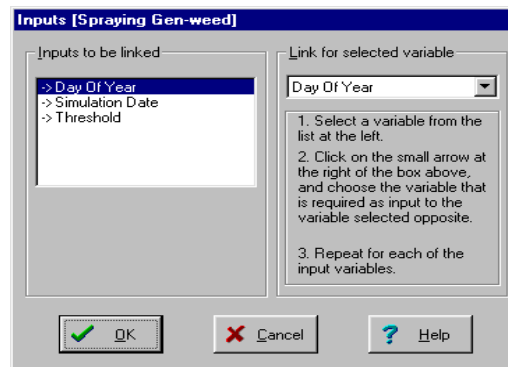 Inputs [Spraying Gen-weed]
Inputs to be linked
-> Day Of Year
-> Simulation Date
-> Threshold
Link for selected variable
Day Of Year
1. Select a variable from the
list at the left.
2. Click on the small arrow at
the right of the box above,
and choose the variable that
is required as input to the
variable selected opposite.
3. Repeat for each of the
input variables.
OK
Cancel
? Help